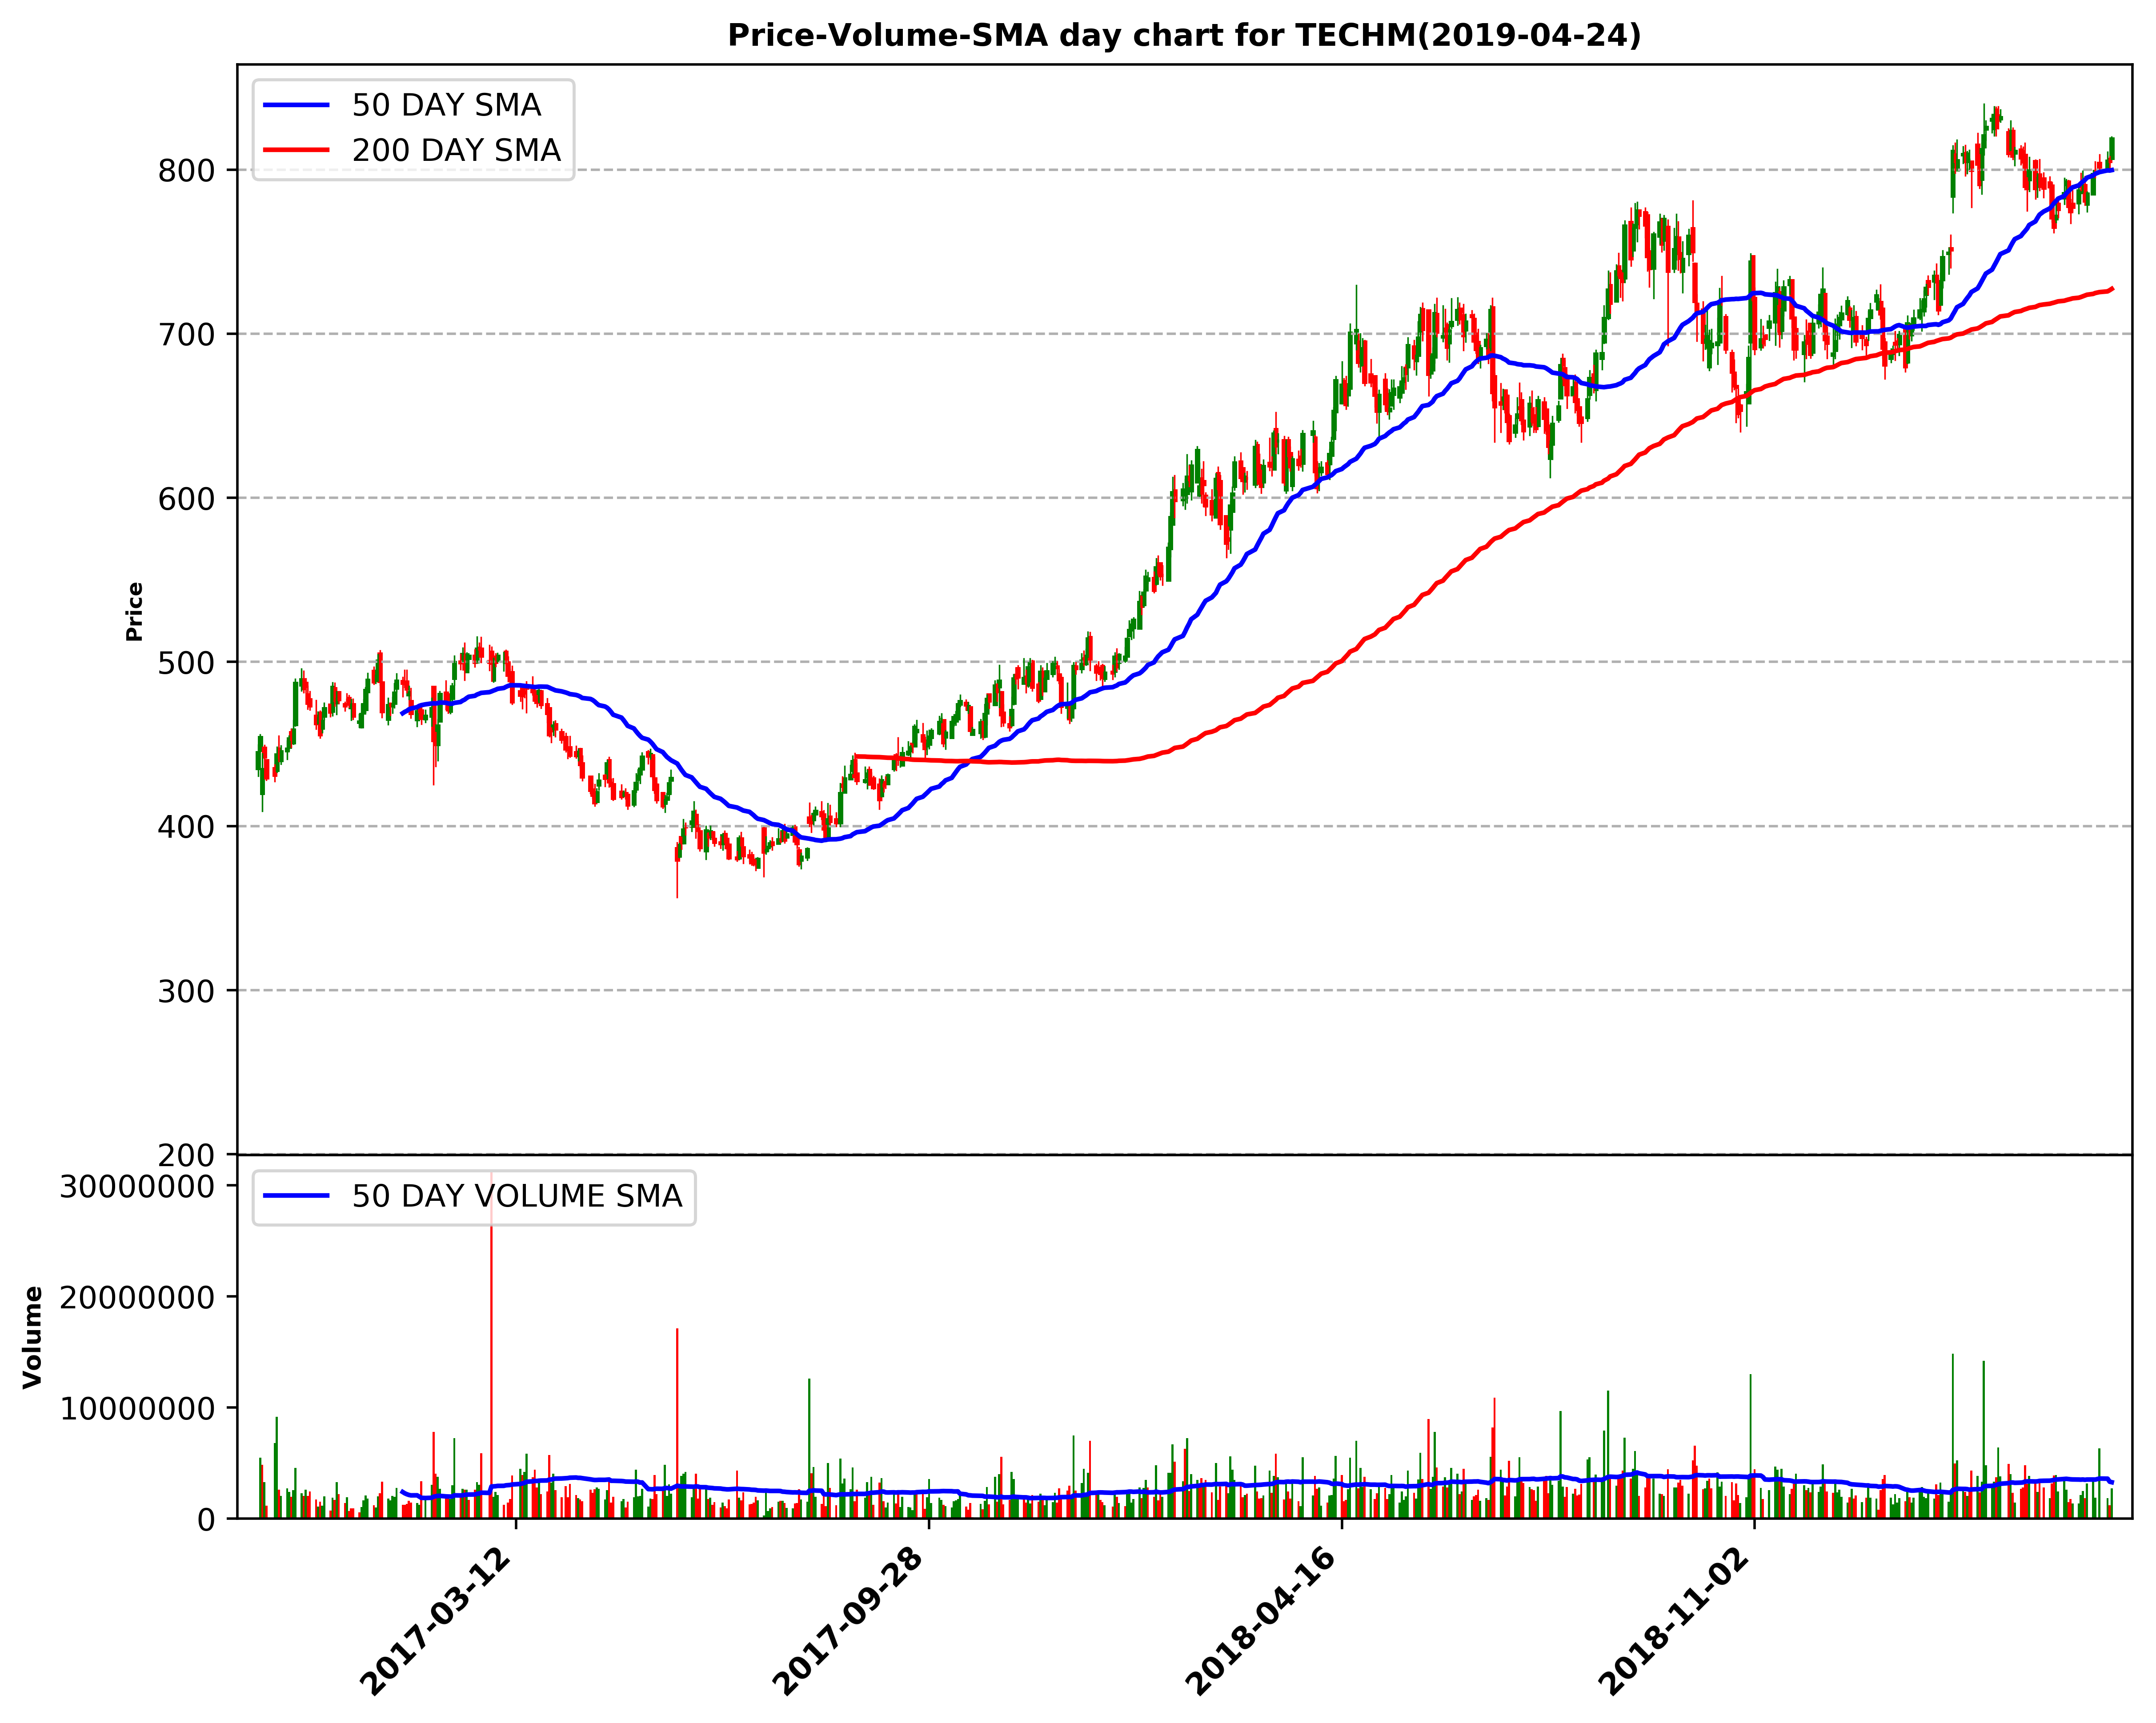 Price-Volume-SMA day chart for TECHM(2019-04-24)
50 DAY SMA
200 DAY SMA
800
700
600
500
400
300
200
Price
50 DAY VOLUME SMA
30000000
20000000
10000000
0
Volume
2017-03-12
2017-09-28
2018-04-16
2018-11-02